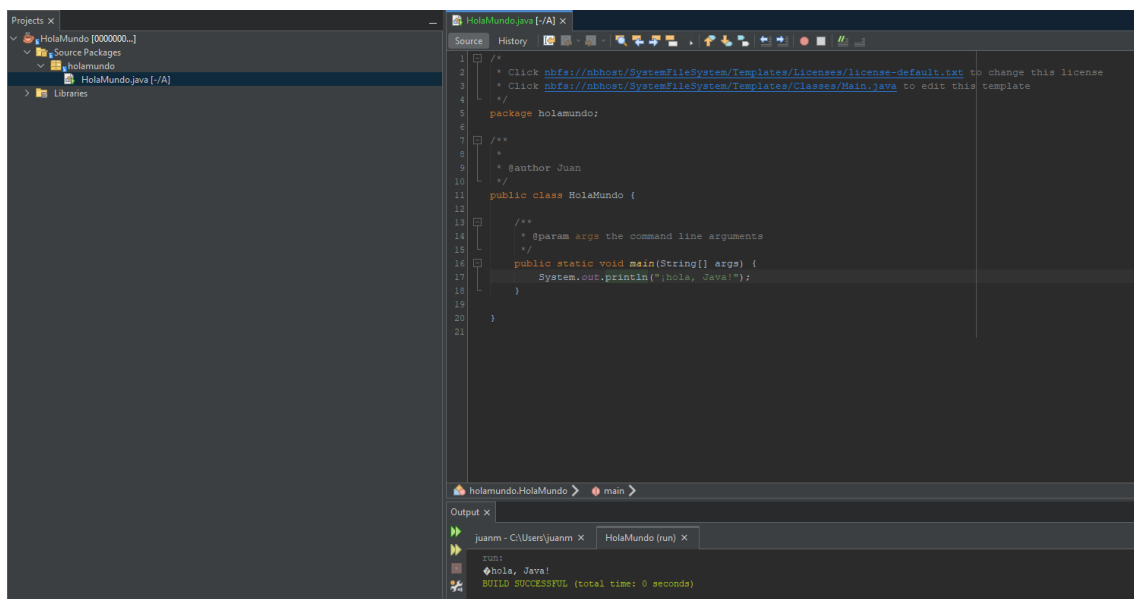 Projects
HolaMundo [0000000...]
Source Packages
holamundo
HolaMundo.java [-/A]
Libraries
HolaMundo.java [-/A]
Source History
1 /*
2 * Click nbfs://nbhost/SystemFileSystem/Templates/Licenses/license-default.txt to change this license
3 * Click nbfs://nbhost/SystemFileSystem/Templates/Classes/Main.java to edit this template
4 */
5 package holamundo;
6
7 /**
8 *
9 * @author Juan
10 */
11 public class HolaMundo {
12
13 /**
14 * @param args the command line arguments
15 */
16 public static void main(String[] args) {
17 System.out.println("¡hola, Java!");
18 }
19
20 }
21
holamundo.HolaMundo main
Output
juanm - C:\Users\juanm HolaMundo (run)
run:
�hola, Java!
BUILD SUCCESSFUL (total time: 0 seconds)